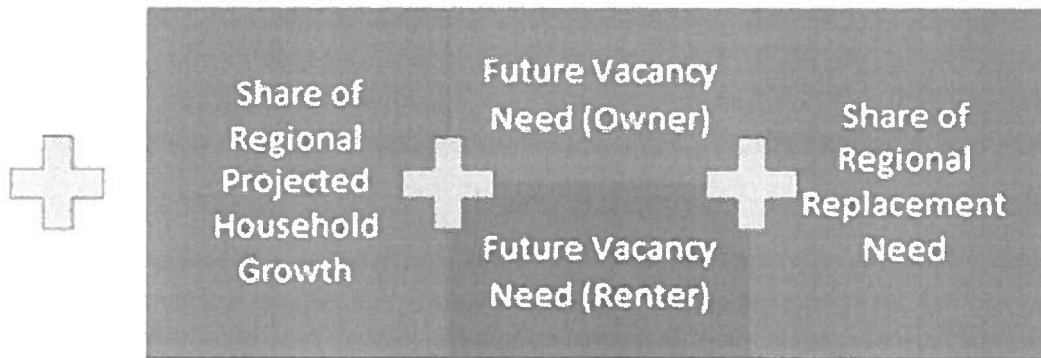 Share of
Regional
Projected
Household
Growth
Future Vacancy
Need (Owner)
Future Vacancy
Need (Renter)
Share of
Regional
Replacement
Need